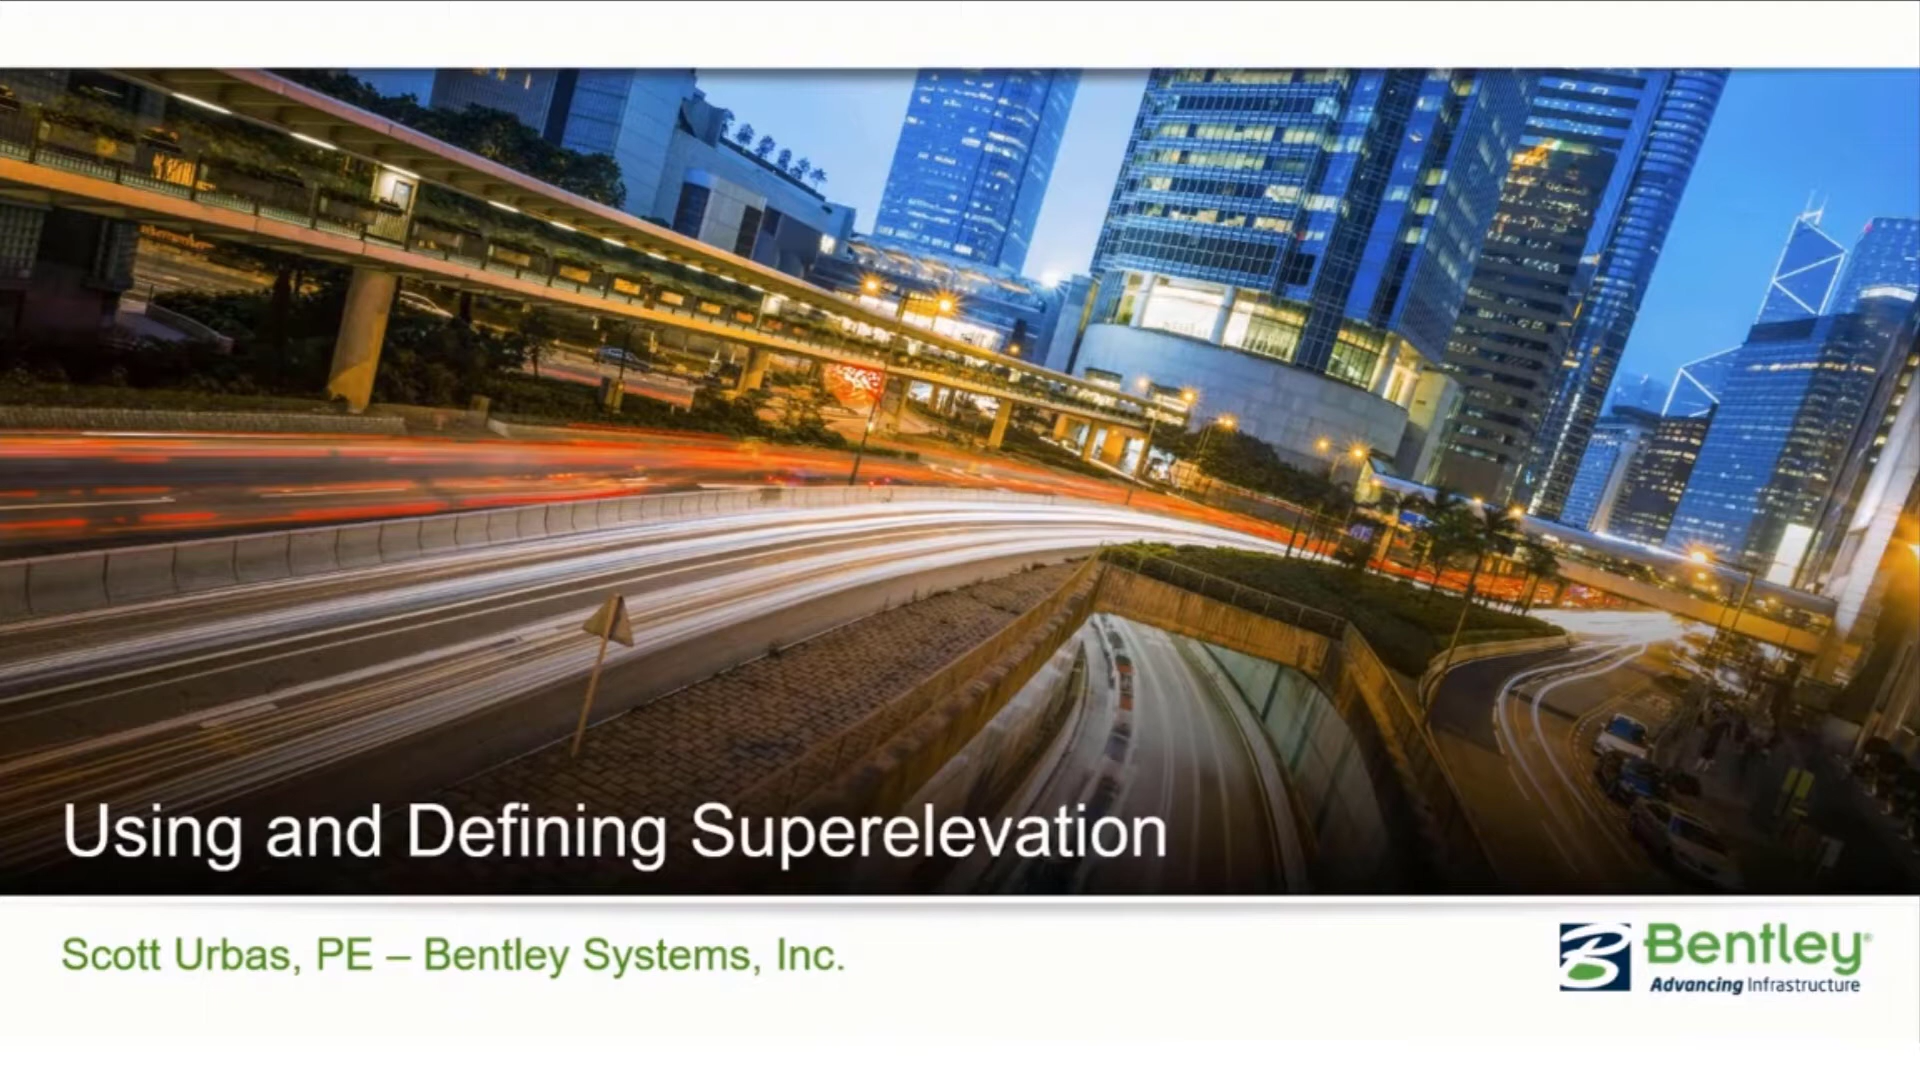 Using and Defining Superelevation
Scott Urbas, PE – Bentley Systems, Inc.
Bentley®
Advancing Infrastructure